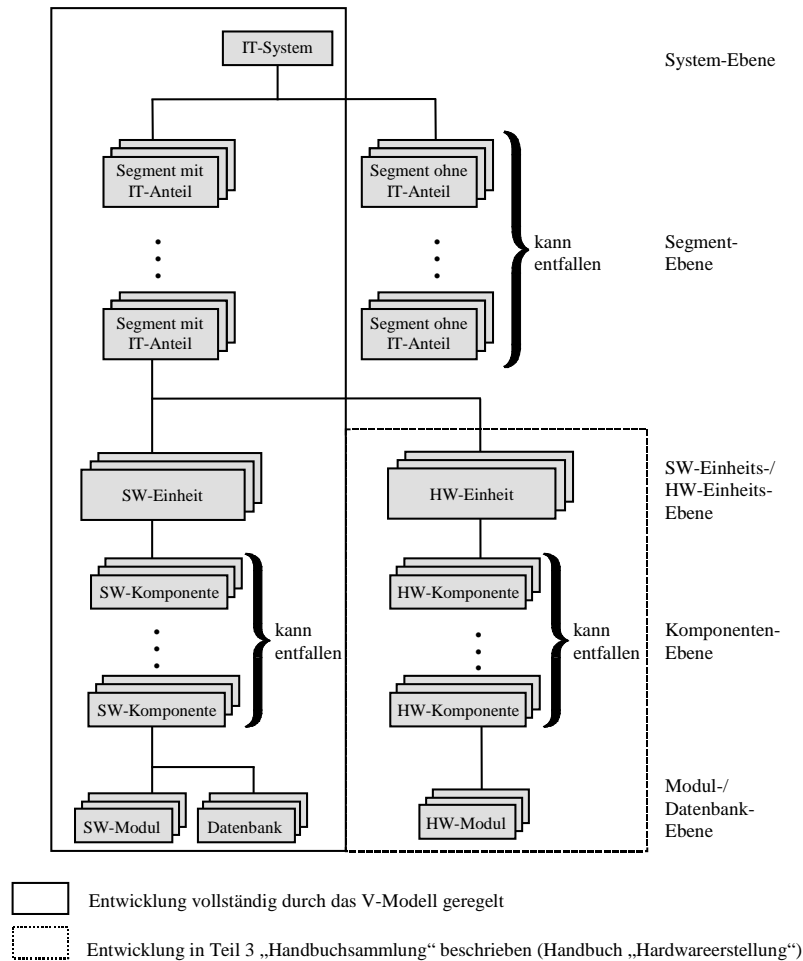 IT-System
System-Ebene
Segment mit
IT-Anteil
Segment ohne
IT-Anteil
kann
entfallen
Segment-
Ebene
Segment mit
IT-Anteil
Segment ohne
IT-Anteil
SW-Einheit
HW-Einheit
SW-Einheits-/
HW-Einheits-
Ebene
SW-Komponente
kann
entfallen
HW-Komponente
kann
entfallen
Komponenten-
Ebene
SW-Komponente
HW-Komponente
SW-Modul
Datenbank
HW-Modul
Modul-/
Datenbank-
Ebene
Entwicklung vollständig durch das V-Modell geregelt
Entwicklung in Teil 3 „Handbuchsammlung“ beschrieben (Handbuch „Hardwareerstellung“)